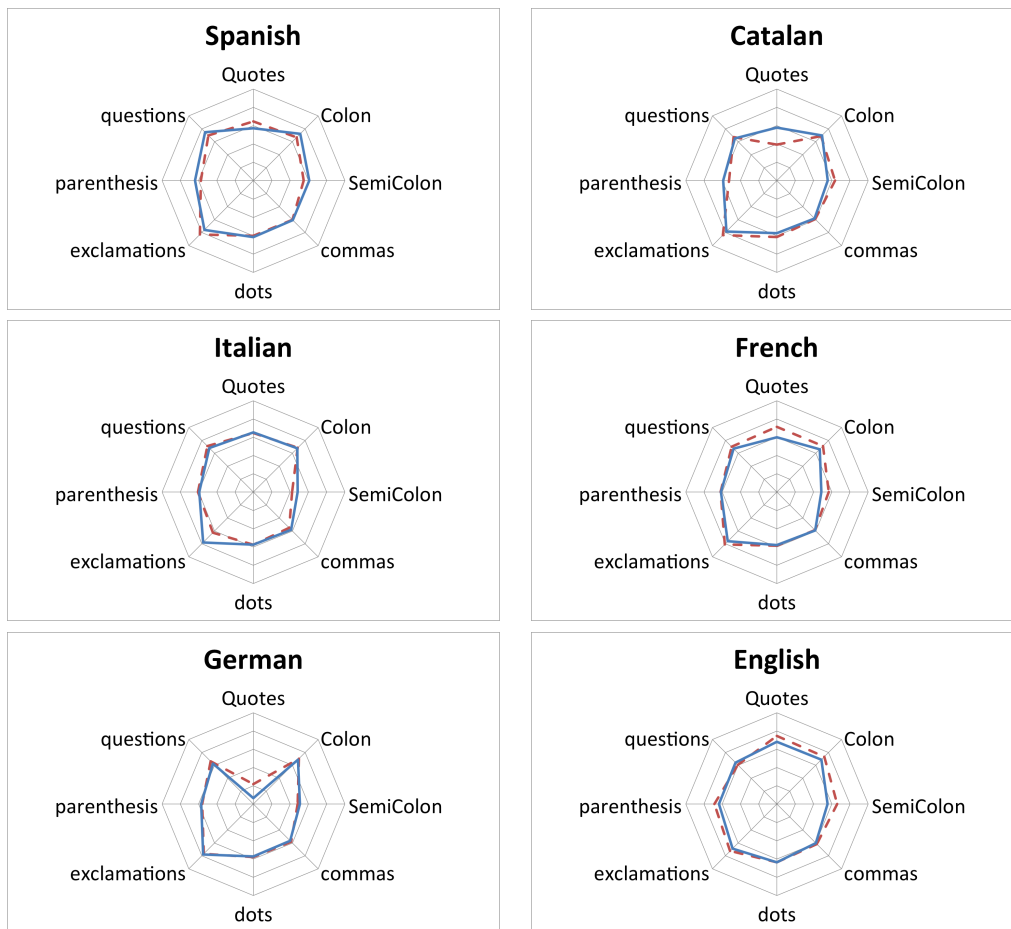 Spanish
Quotes
questions
Colon
parenthesis
SemiColon
exclamations
commas
dots
Catalan
Quotes
questions
Colon
parenthesis
SemiColon
exclamations
commas
dots
Italian
Quotes
questions
Colon
parenthesis
SemiColon
exclamations
commas
dots
French
Quotes
questions
Colon
parenthesis
SemiColon
exclamations
commas
dots
German
Quotes
questions
Colon
parenthesis
SemiColon
exclamations
commas
dots
English
Quotes
questions
Colon
parenthesis
SemiColon
exclamations
commas
dots